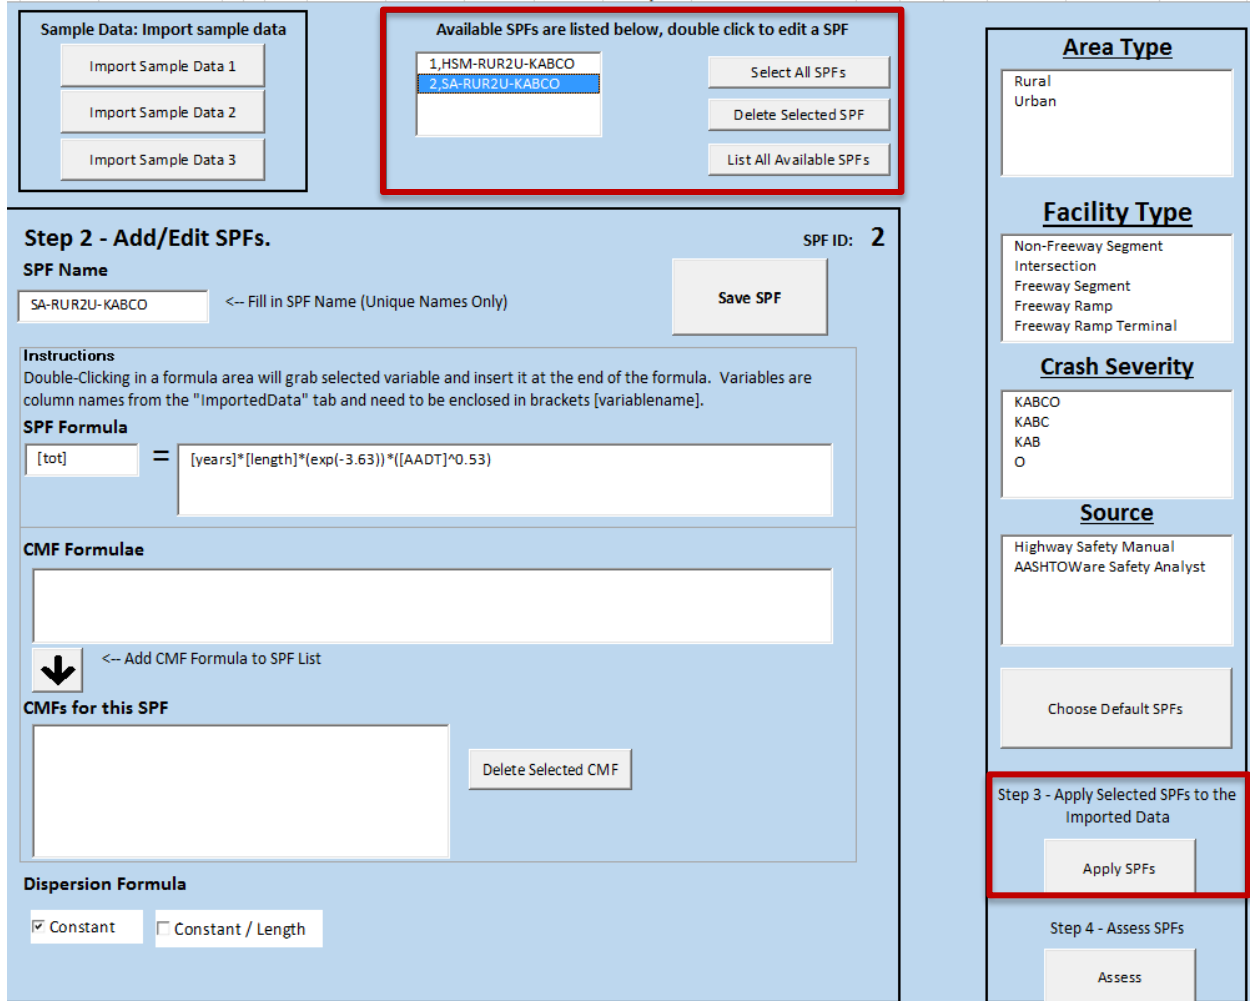 Sample Data: Import sample data
Import Sample Data 1
Import Sample Data 2
Import Sample Data 3
Available SPFs are listed below, double click to edit a SPF
1,HSM-RUR2U-KABCO
2,SA-RUR2U-KABCO
Select All SPFs
Delete Selected SPF
List All Available SPFs
Step 2 - Add/Edit SPFs.
SPF ID: 2
SPF Name
SA-RUR2U-KABCO
<-- Fill in SPF Name (Unique Names Only)
Save SPF
Instructions
Double-Clicking in a formula area will grab selected variable and insert it at the end of the formula. Variables are
column names from the "ImportedData" tab and need to be enclosed in brackets [variablename].
SPF Formula
[tot] = [years]*[length]*(exp(-3.63))*([AADT]^0.53)
CMF Formulae
<-- Add CMF Formula to SPF List
CMFs for this SPF
Delete Selected CMF
Dispersion Formula
Constant
Constant / Length
Area Type
Rural
Urban
Facility Type
Non-Freeway Segment
Intersection
Freeway Segment
Freeway Ramp
Freeway Ramp Terminal
Crash Severity
KABCO
KABC
KAB
O
Source
Highway Safety Manual
AASHTOWare Safety Analyst
Choose Default SPFs
Step 3 - Apply Selected SPFs to the
Imported Data
Apply SPFs
Step 4 - Assess SPFs
Assess